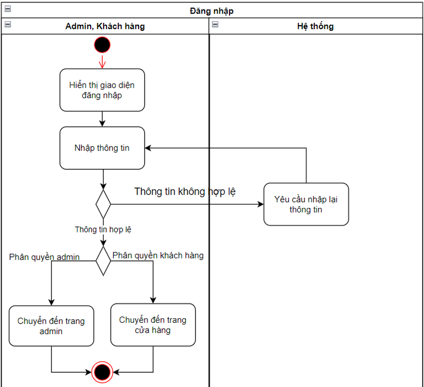 Đăng nhập
Admin, Khách hàng
Hệ thống
Hiển thị giao diện
đăng nhập
Nhập thông tin
Thông tin không hợp lệ
Yêu cầu nhập lại
thông tin
Thông tin hợp lệ
Phân quyền admin
Phân quyền khách hàng
Chuyển đến trang
admin
Chuyển đến trang
cửa hàng